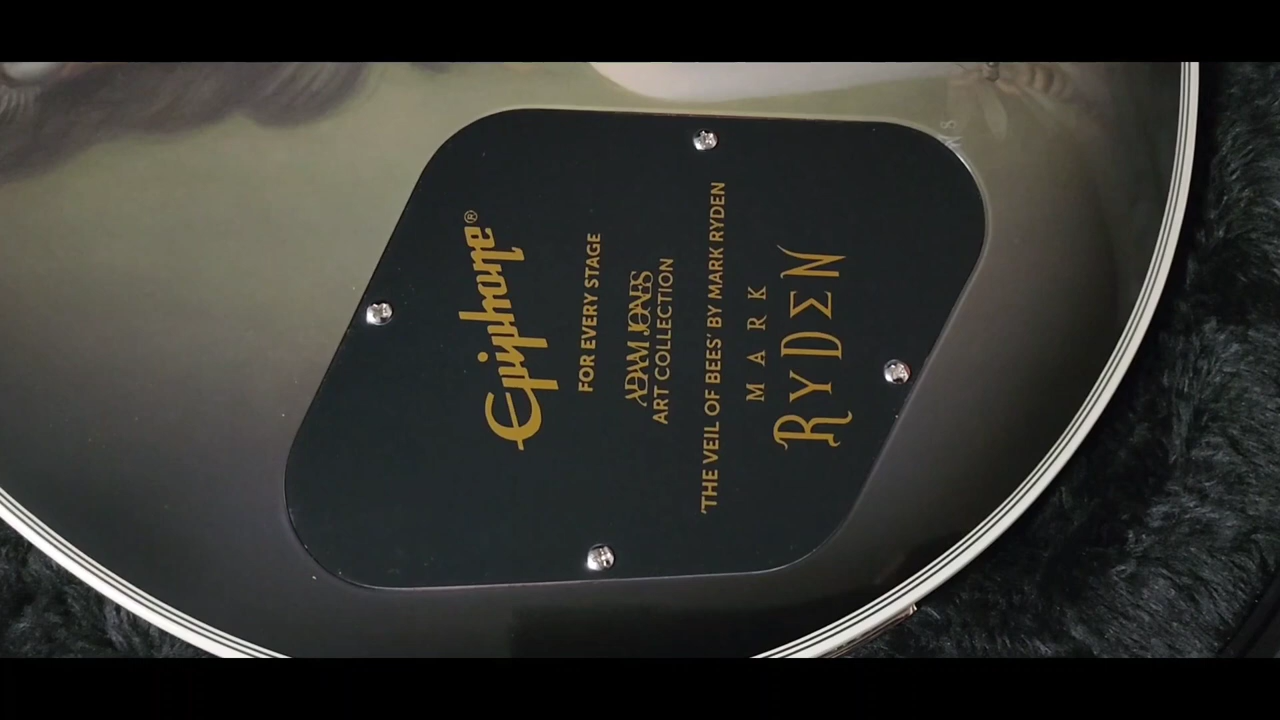 Epiphone®
FOR EVERY STAGE
ADAM JONES
ART COLLECTION
'THE VEIL OF BEES' BY MARK RYDEN
MARK
RYDΣN